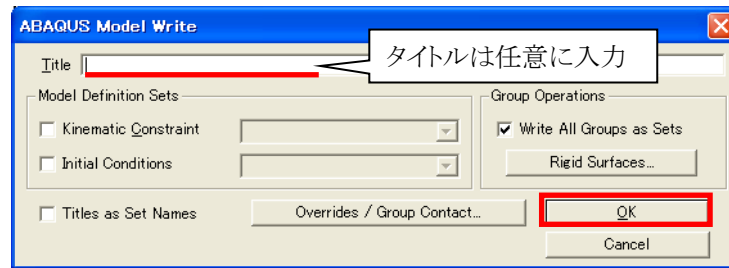 ABAQUS Model Write
Title
タイトルは任意に入力
Model Definition Sets
Kinematic Constraint
Initial Conditions
Group Operations
Write All Groups as Sets
Rigid Surfaces...
Titles as Set Names
Overrides / Group Contact...
OK
Cancel